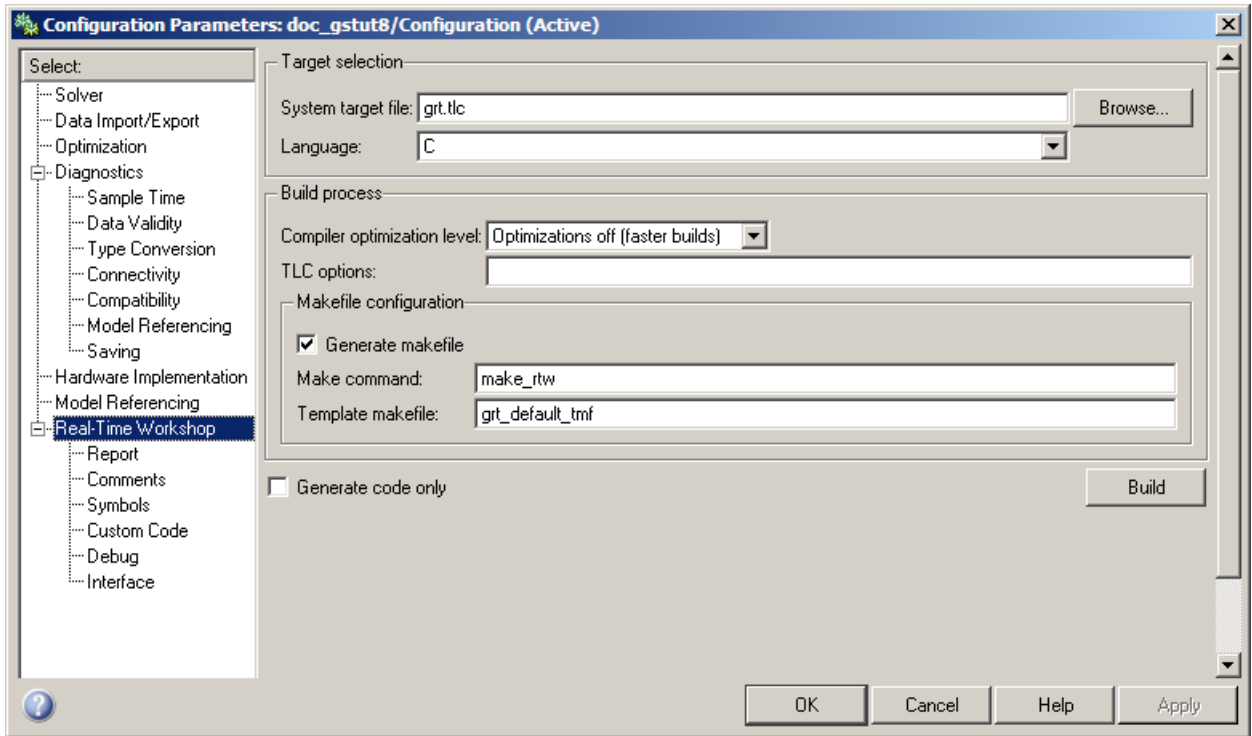 Configuration Parameters: doc_gstut8/Configuration (Active)
Select:
Solver
Data Import/Export
Optimization
Diagnostics
Sample Time
Data Validity
Type Conversion
Connectivity
Compatibility
Model Referencing
Saving
Hardware Implementation
Model Referencing
Real-Time Workshop
Report
Comments
Symbols
Custom Code
Debug
Interface
Target selection
System target file: grt.tlc Browse...
Language: C
Build process
Compiler optimization level: Optimizations off (faster builds)
TLC options:
Makefile configuration
Generate makefile
Make command: make_rtw
Template makefile: grt_default_tmf
Generate code only Build
? OK Cancel Help Apply